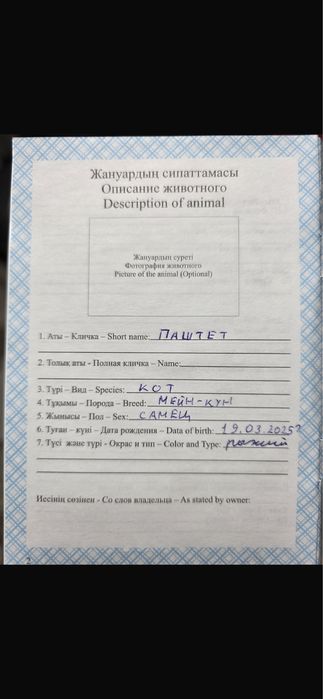 Жануардың сипаттамасы
Описание животного
Description of animal
Жануардың суреті
Фотография животного
Picture of the animal (Optional)
1. Аты – Кличка – Short name: ПАШТЕТ
2. Толық аты - Полная кличка – Name:
3. Түрі – Вид – Species: КОТ
4. Тұқымы – Порода – Breed: МЕЙН-КУН
5. Жынысы – Пол – Sex: САМЕЦ
6. Туған – күні – Дата рождения – Data of birth: 19.03.2025г
7. Түсі және түрі - Окрас и тип – Color and Type: рыжий
Иесінің сөзінен - Со слов владельца – As stated by owner:
2